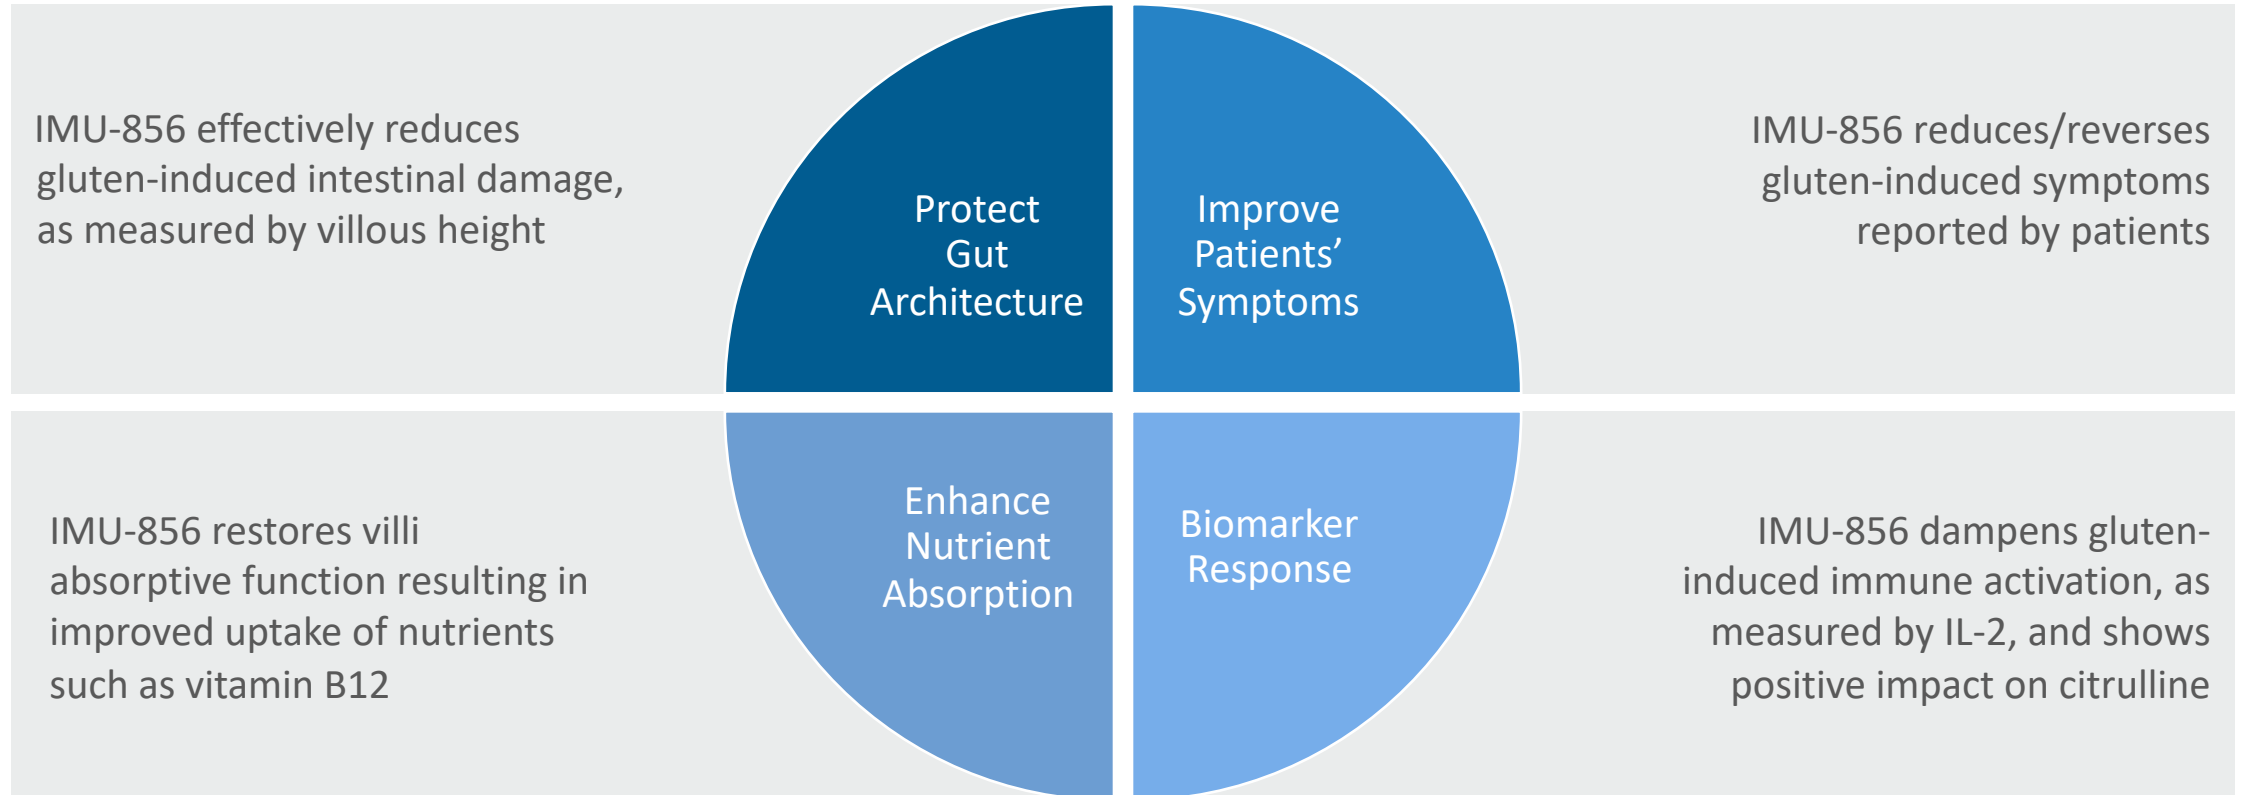 IMU-856 effectively reduces
gluten-induced intestinal damage,
as measured by villous height
Protect
Gut
Architecture
Improve
Patients’
Symptoms
IMU-856 reduces/reverses
gluten-induced symptoms
reported by patients
IMU-856 restores villi
absorptive function resulting in
improved uptake of nutrients
such as vitamin B12
Enhance
Nutrient
Absorption
Biomarker
Response
IMU-856 dampens gluten-
induced immune activation, as
measured by IL-2, and shows
positive impact on citrulline